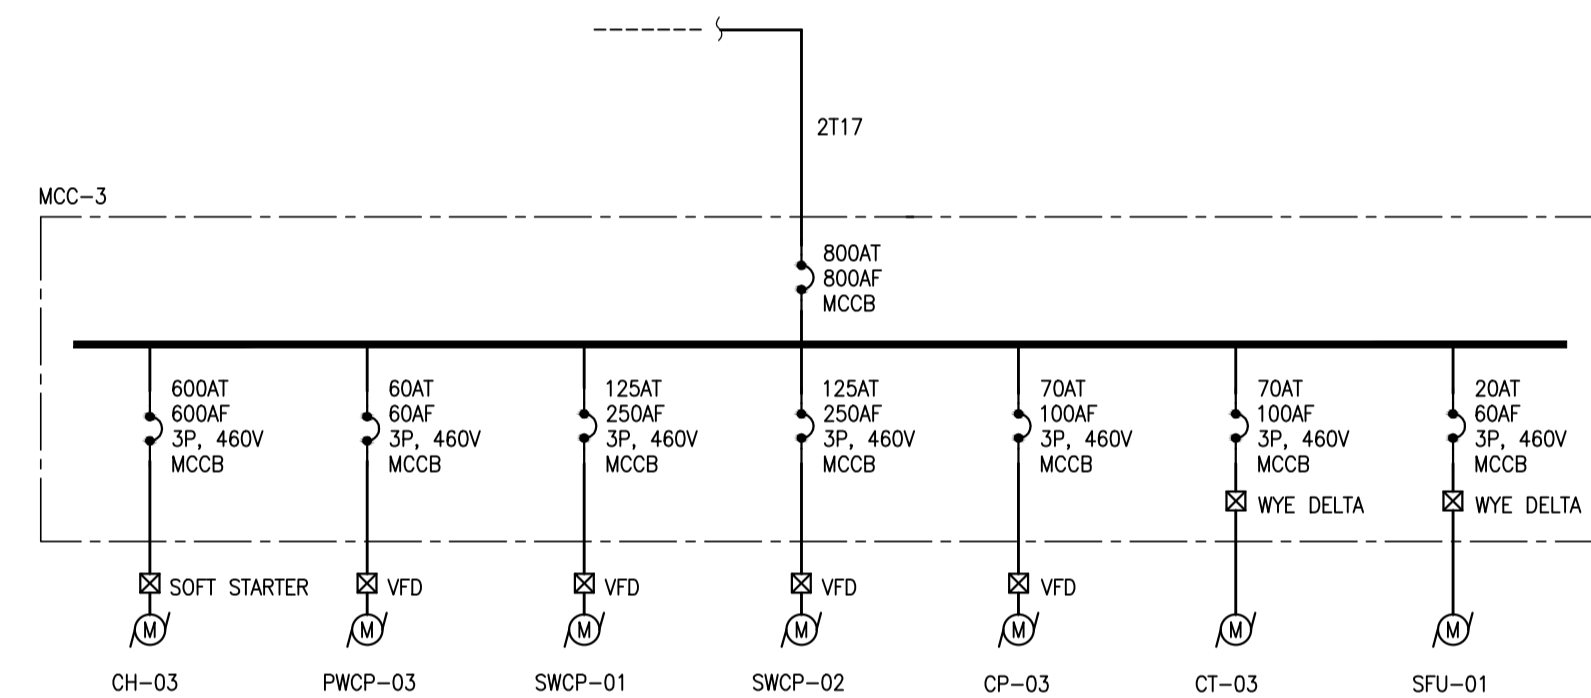 2T17
MCC-3
800AT
800AF
MCCB
600AT
600AF
3P, 460V
MCCB
60AT
60AF
3P, 460V
MCCB
125AT
250AF
3P, 460V
MCCB
125AT
250AF
3P, 460V
MCCB
70AT
100AF
3P, 460V
MCCB
70AT
100AF
3P, 460V
MCCB
20AT
60AF
3P, 460V
MCCB
WYE DELTA
WYE DELTA
SOFT STARTER
VFD
VFD
VFD
VFD
M
M
M
M
M
M
M
CH-03
PWCP-03
SWCP-01
SWCP-02
CP-03
CT-03
SFU-01